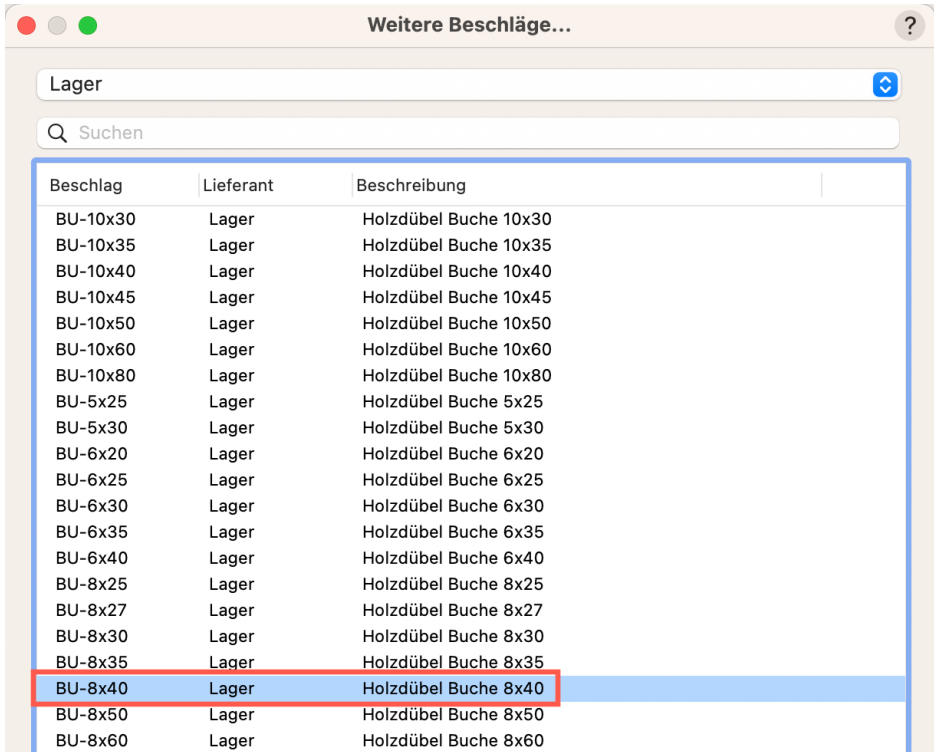 Weitere Beschläge...
?
Lager
Suchen
Beschlag Lieferant Beschreibung
BU-10x30 Lager Holzdübel Buche 10x30
BU-10x35 Lager Holzdübel Buche 10x35
BU-10x40 Lager Holzdübel Buche 10x40
BU-10x45 Lager Holzdübel Buche 10x45
BU-10x50 Lager Holzdübel Buche 10x50
BU-10x60 Lager Holzdübel Buche 10x60
BU-10x80 Lager Holzdübel Buche 10x80
BU-5x25 Lager Holzdübel Buche 5x25
BU-5x30 Lager Holzdübel Buche 5x30
BU-6x20 Lager Holzdübel Buche 6x20
BU-6x25 Lager Holzdübel Buche 6x25
BU-6x30 Lager Holzdübel Buche 6x30
BU-6x35 Lager Holzdübel Buche 6x35
BU-6x40 Lager Holzdübel Buche 6x40
BU-8x25 Lager Holzdübel Buche 8x25
BU-8x27 Lager Holzdübel Buche 8x27
BU-8x30 Lager Holzdübel Buche 8x30
BU-8x35 Lager Holzdübel Buche 8x35
BU-8x40 Lager Holzdübel Buche 8x40
BU-8x50 Lager Holzdübel Buche 8x50
BU-8x60 Lager Holzdübel Buche 8x60